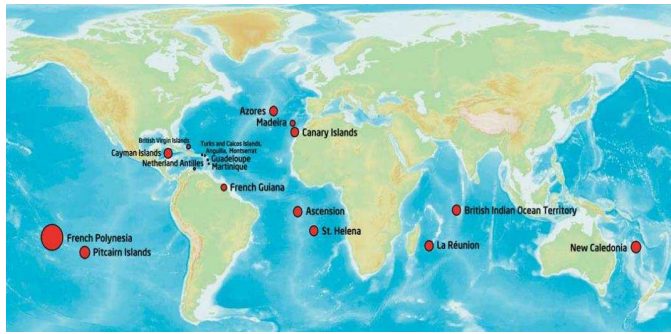 Azores
Madeira
Canary Islands
British Virgin Islands
Turks and Caicos Islands,
Anguilla, Montserrat
Cayman Islands
Guadeloupe
Netherland Antilles
Martinique
French Guiana
Ascension
British Indian Ocean Territory
St. Helena
French Polynesia
La Réunion
New Caledonia
Pitcairn Islands